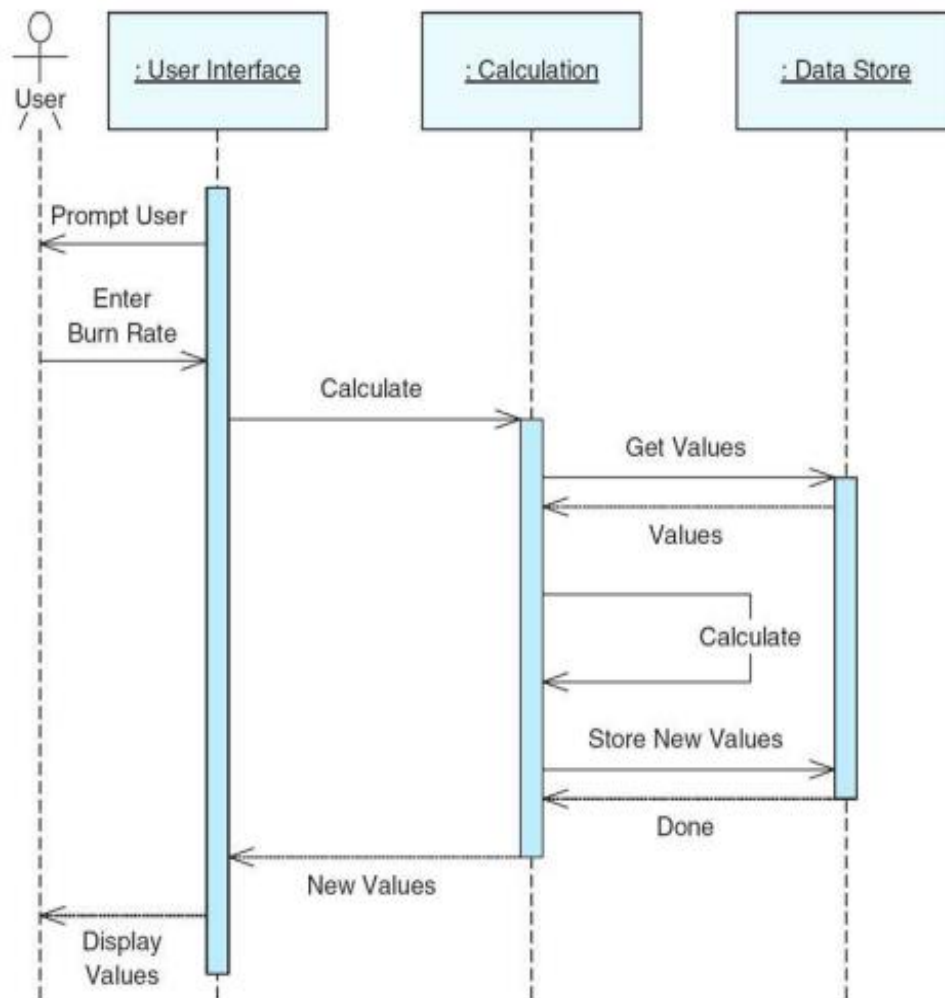 : User Interface
: Calculation
: Data Store
User
Prompt User
Enter
Burn Rate
Calculate
Get Values
Values
Calculate
Store New Values
Done
New Values
Display
Values